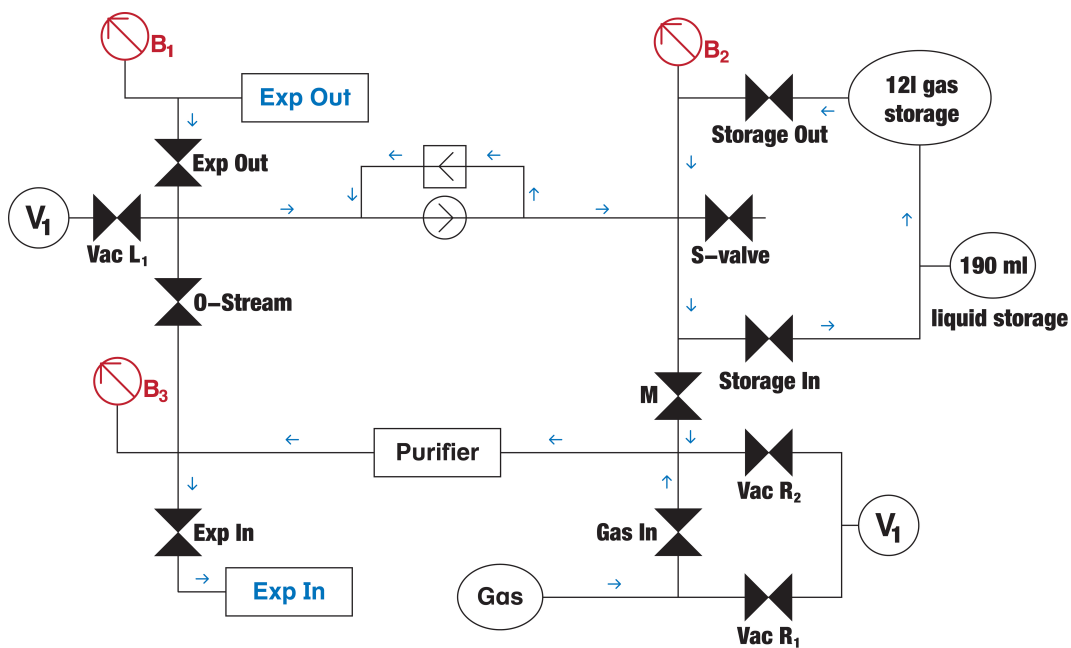 B₁
Exp Out
Exp Out
B₂
12l gas
storage
Storage Out
V₁
Vac L₁
S–valve
190 ml
liquid storage
O–Stream
Storage In
B₃
M
Purifier
Vac R₂
Exp In
Gas In
V₁
Exp In
Gas
Vac R₁